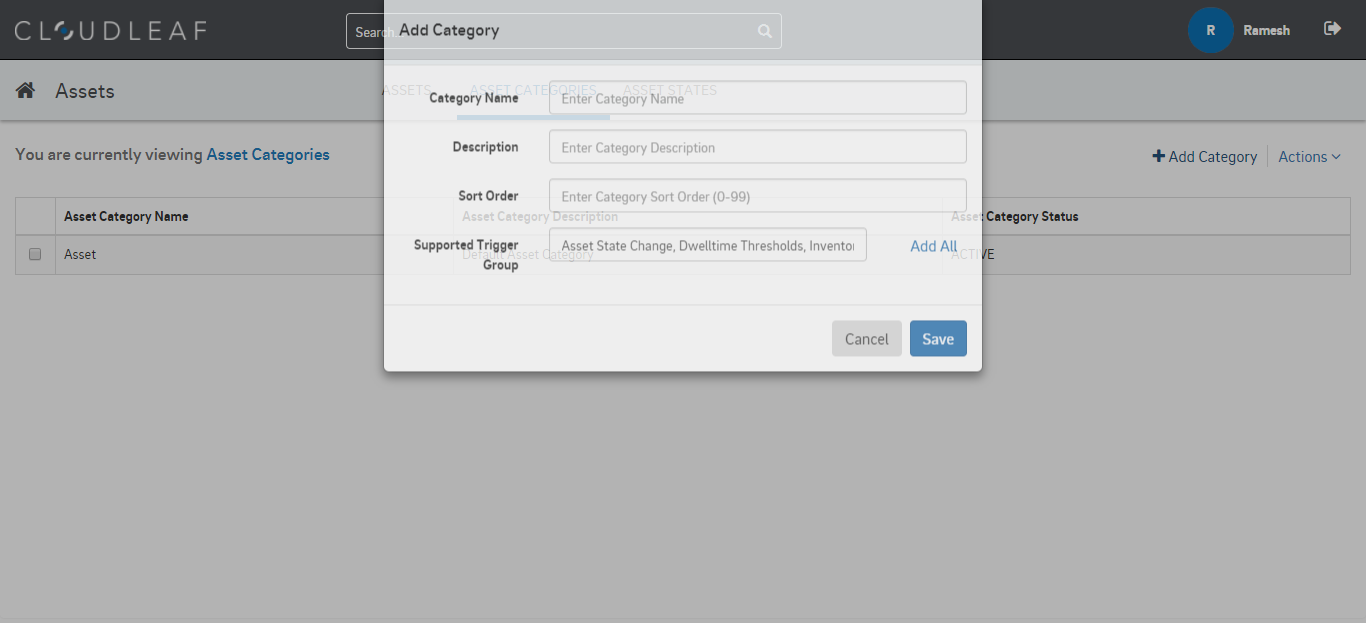 CLOUDLEAF
Search...
Add Category
R
Ramesh
Assets
ASSETS
ASSET CATEGORIES
ASSET STATES
Category Name
Enter Category Name
Description
Enter Category Description
Sort Order
Enter Category Sort Order (0-99)
Supported Trigger
Group
Asset State Change, Dwelltime Thresholds, Invento
Add All
Cancel
Save
You are currently viewing Asset Categories
Add Category
Actions
Asset Category Name
Asset Category Description
Asset Category Status
Asset
Default Asset Category
ACTIVE